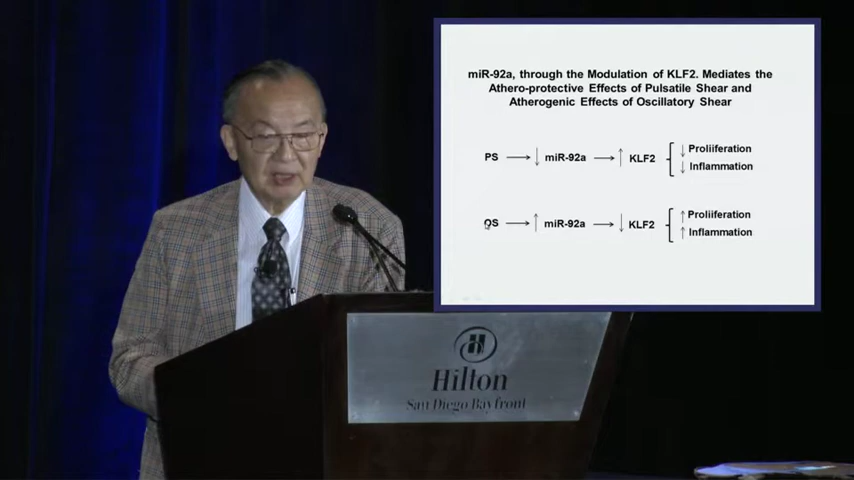 miR-92a, through the Modulation of KLF2. Mediates the
Athero-protective Effects of Pulsatile Shear and
Atherogenic Effects of Oscillatory Shear
PS → ↓ miR-92a → ↑ KLF2 { ↓ Proliiferation
↓ Inflammation
OS → ↑ miR-92a → ↓ KLF2 { ↑ Proliiferation
↑ Inflammation
H
Hilton
San Diego Bayfront